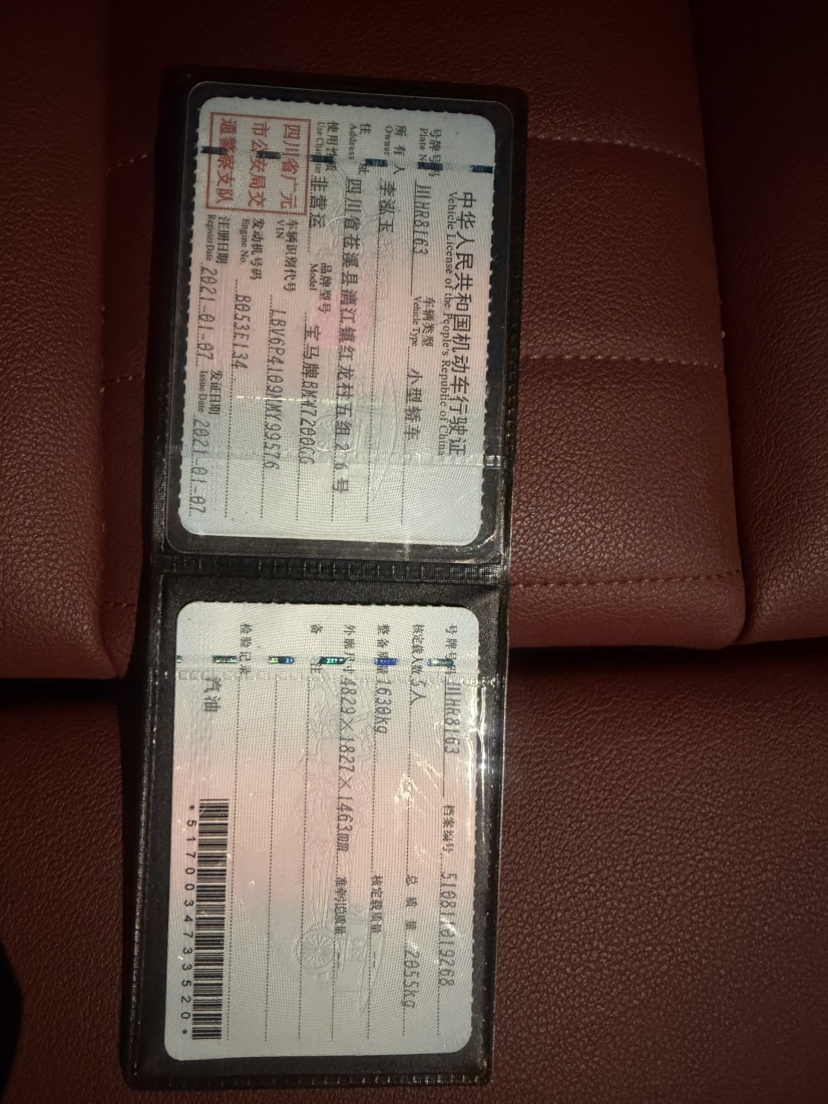 中华人民共和国机动车行驶证
Vehicle License of the People's Republic of China
号牌号码 Plate No. 川HR8163 车辆类型 Vehicle Type 小型轿车
所有人 Owner 李泓玉
住址 Address 四川省苍溪县漓江镇红龙村五组26号
使用性质 Use Character 非营运 品牌型号 Model 宝马牌BMW7200GG
四川省广元
市公安局交
通警察支队
车辆识别代号 VIN LBV6P4109MMY99576
发动机号码 Engine No. B053F134
注册日期 Register Date 2021-01-07 发证日期 Issue Date 2021-01-07
号牌号码 川HR8163 档案编号 510811019268
核定载人数 5人 总质量 2055kg
整备质量 1630kg 核定载质量 --
外廓尺寸 4829×1827×1463mm 准牵引总质量 --
备注
检验记录
汽油
*5170034733520*